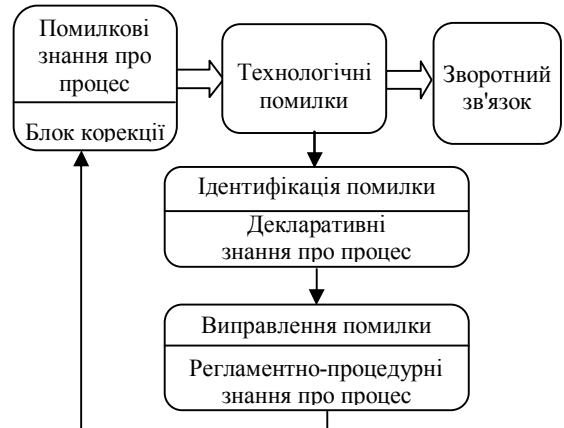 Помилкові
знання про
процес
Блок корекції
Технологічні
помилки
Зворотний
зв'язок
Ідентифікація помилки
Декларативні
знання про процес
Виправлення помилки
Регламентно-процедурні
знання про процес